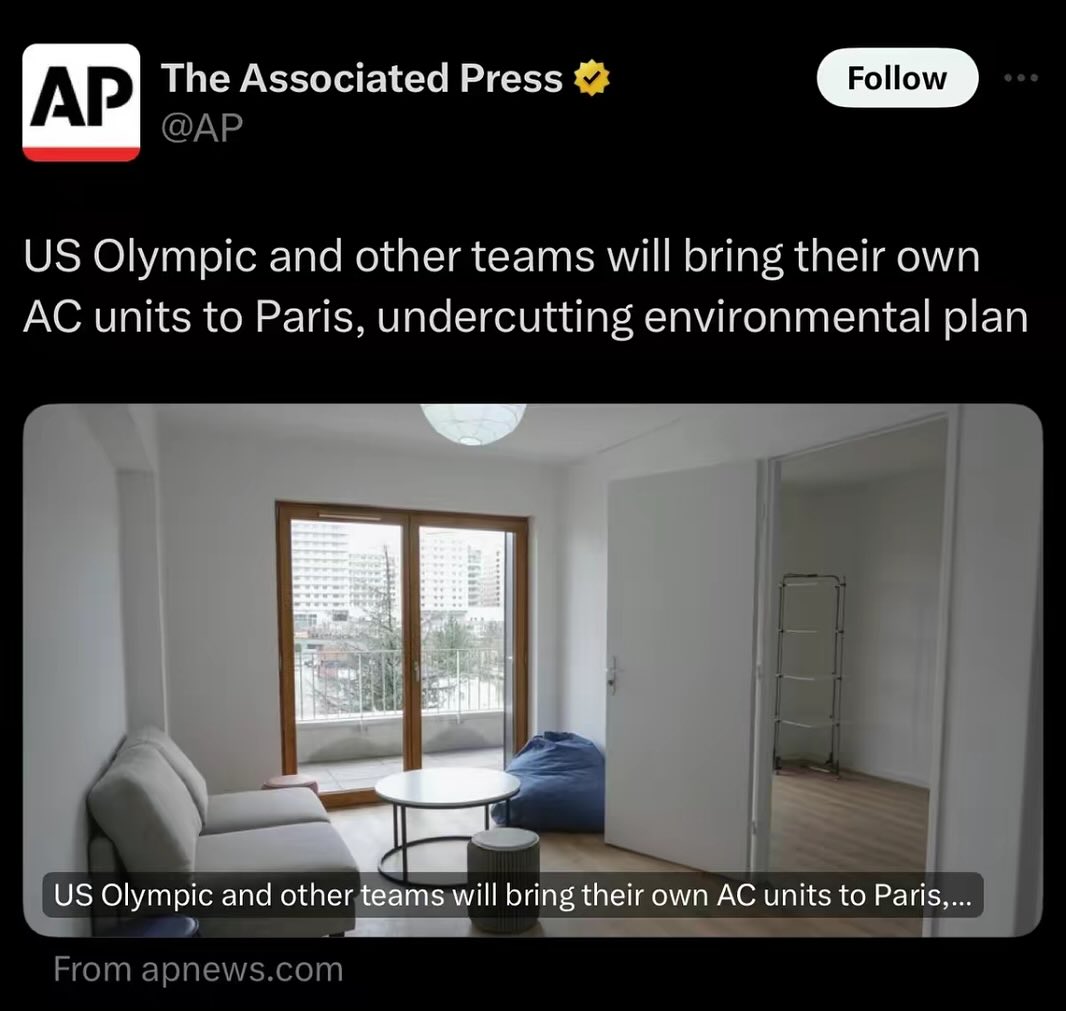 AP
The Associated Press
@AP
Follow
US Olympic and other teams will bring their own
AC units to Paris, undercutting environmental plan
US Olympic and other teams will bring their own AC units to Paris,...
From apnews.com